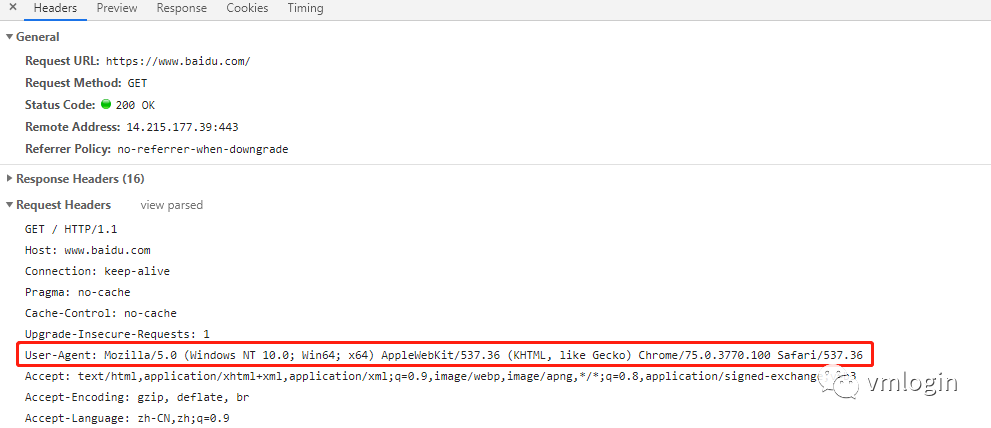 Headers Preview Response Cookies Timing
General
Request URL: https://www.baidu.com/
Request Method: GET
Status Code: 200 OK
Remote Address: 14.215.177.39:443
Referrer Policy: no-referrer-when-downgrade
Response Headers (16)
Request Headers view parsed
GET / HTTP/1.1
Host: www.baidu.com
Connection: keep-alive
Pragma: no-cache
Cache-Control: no-cache
Upgrade-Insecure-Requests: 1
User-Agent: Mozilla/5.0 (Windows NT 10.0; Win64; x64) AppleWebKit/537.36 (KHTML, like Gecko) Chrome/75.0.3770.100 Safari/537.36
Accept: text/html,application/xhtml+xml,application/xml;q=0.9,image/webp,image/apng,*/*;q=0.8,application/signed-exchang
vmlogin
Accept-Encoding: gzip, deflate, br
Accept-Language: zh-CN,zh;q=0.9